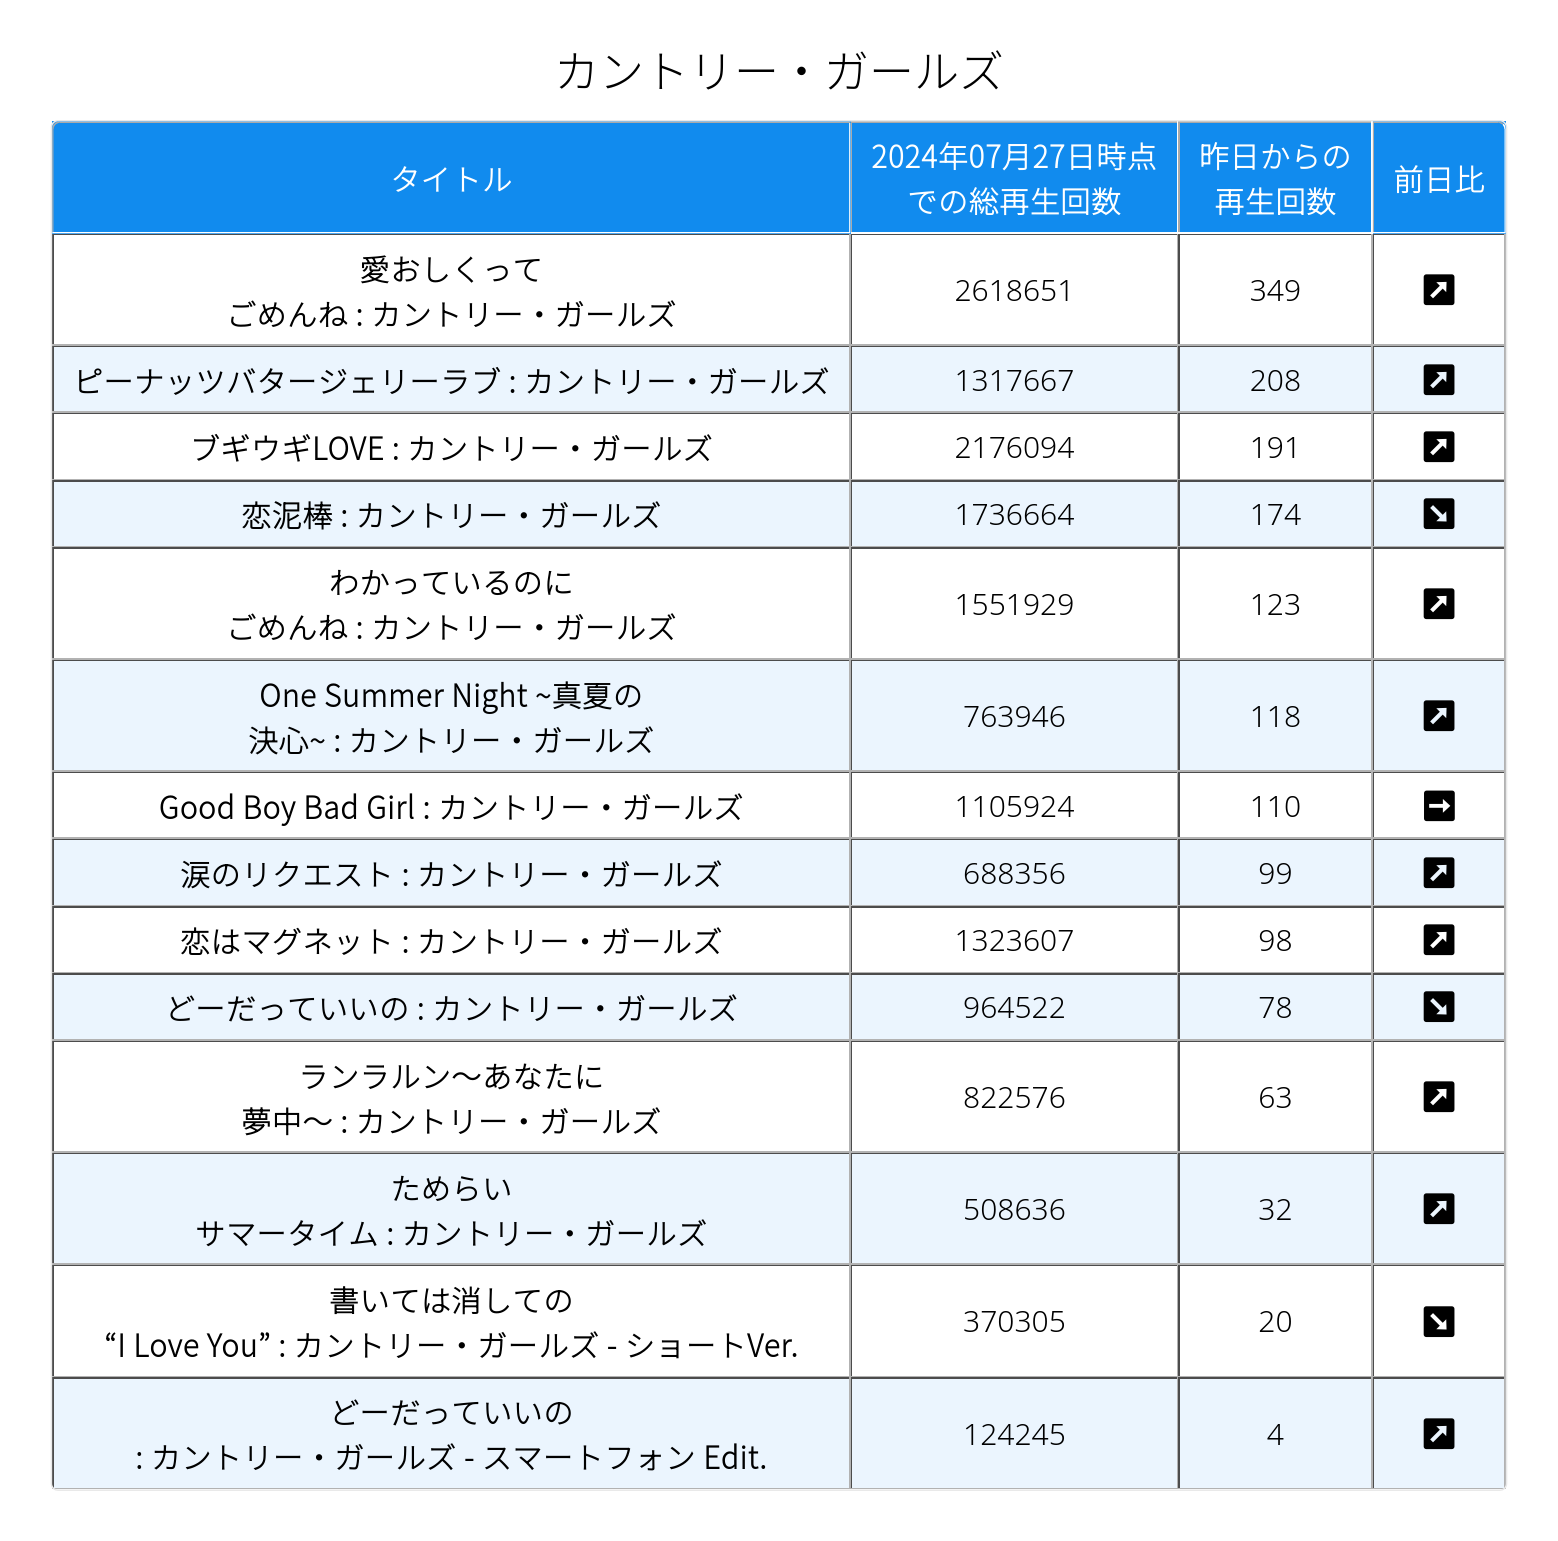 カントリー・ガールズ
タイトル
2024年07月27日時点
での総再生回数
昨日からの
再生回数
前日比
愛おしくって
ごめんね : カントリー・ガールズ
2618651
349
ピーナッツバタージェリーラブ : カントリー・ガールズ
1317667
208
ブギウギLOVE : カントリー・ガールズ
2176094
191
恋泥棒 : カントリー・ガールズ
1736664
174
わかっているのに
ごめんね : カントリー・ガールズ
1551929
123
One Summer Night ~真夏の
決心~ : カントリー・ガールズ
763946
118
Good Boy Bad Girl : カントリー・ガールズ
1105924
110
涙のリクエスト : カントリー・ガールズ
688356
99
恋はマグネット : カントリー・ガールズ
1323607
98
どーだっていいの : カントリー・ガールズ
964522
78
ランラルン〜あなたに
夢中〜 : カントリー・ガールズ
822576
63
ためらい
サマータイム : カントリー・ガールズ
508636
32
書いては消しての
“I Love You” : カントリー・ガールズ - ショートVer.
370305
20
どーだっていいの
: カントリー・ガールズ - スマートフォン Edit.
124245
4